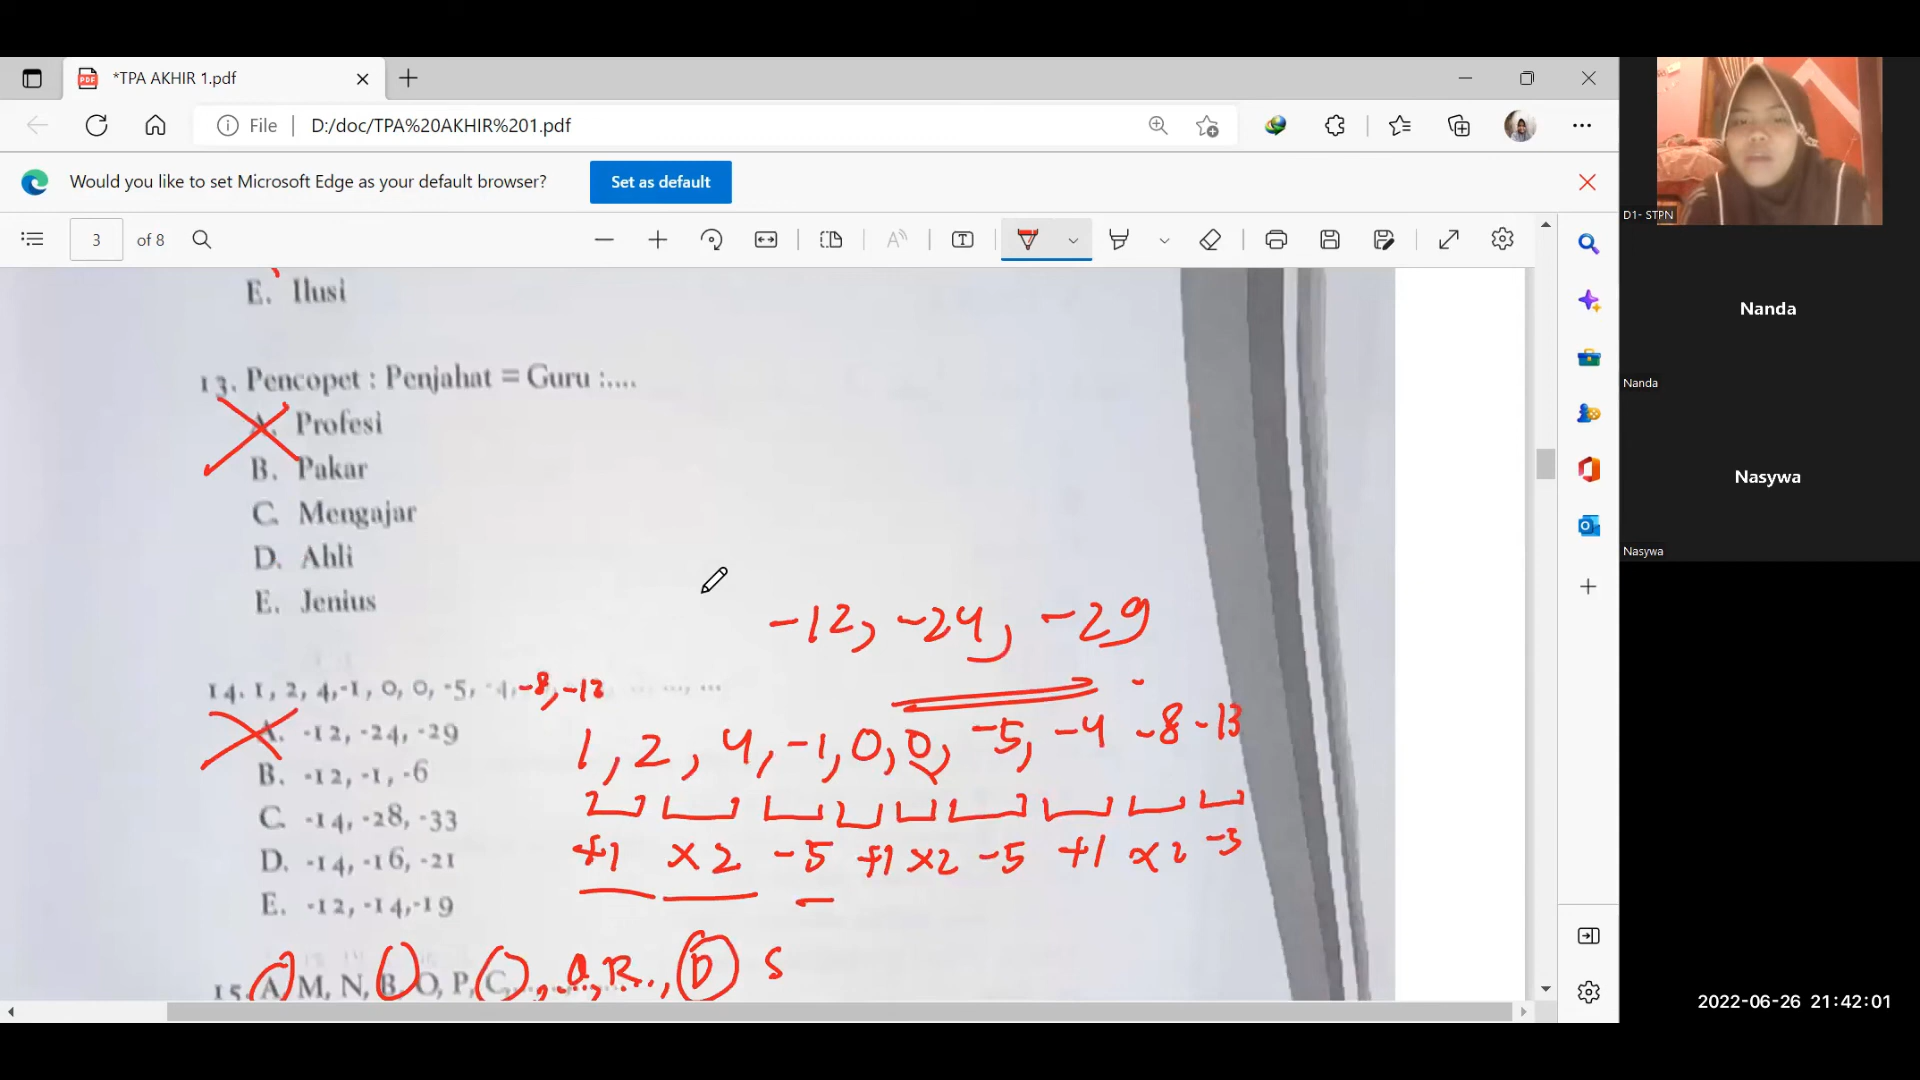 *TPA AKHIR 1.pdf
File
D:/doc/TPA%20AKHIR%201.pdf
Would you like to set Microsoft Edge as your default browser?
Set as default
3 of 8
D1- STPN
Nanda
Nanda
Nasywa
Nasywa
E. Ilusi
13. Pencopet : Penjahat = Guru :....
A. Profesi
B. Pakar
C. Mengajar
D. Ahli
E. Jenius
-12, -24, -29
14. 1, 2, 4,-1, 0, 0, -5, -4, -8, -12 ... ...
A. -12, -24, -29
B. -12, -1, -6
C. -14, -28, -33
D. -14, -16, -21
E. -12, -14,-19
1, 2, 4, -1, 0, 0, -5, -4 -8 -13
+1 x2 -5 +1 x2 -5 +1 x2 -5
15. A, M, N, B, O, P, C, Q, R, D S
2022-06-26 21:42:01